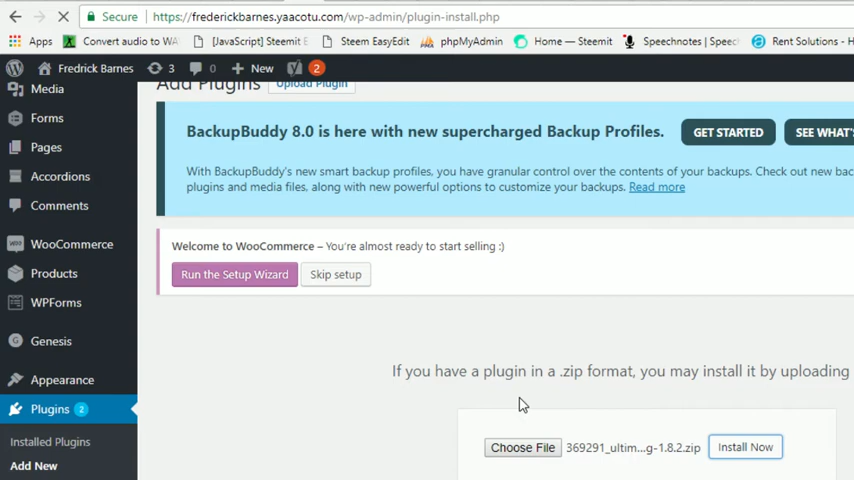 Secure https://frederickbarnes.yaacotu.com/wp-admin/plugin-install.php
Apps Convert audio to WA [JavaScript] Steemit E Steem EasyEdit phpMyAdmin Home — Steemit Speechnotes | Speec Rent Solutions - Home
Fredrick Barnes 3 0 New 2
Media
Add Plugins Upload Plugin
Forms
Pages
Accordions
Comments
WooCommerce
Products
WPForms
Genesis
Appearance
Plugins 2
Installed Plugins
Add New
BackupBuddy 8.0 is here with new supercharged Backup Profiles. GET STARTED SEE WHAT'S
With BackupBuddy's new smart backup profiles, you have granular control over the contents of your backups. Check out new bac
plugins and media files, along with new powerful options to customize your backups. Read more
Welcome to WooCommerce – You're almost ready to start selling :)
Run the Setup Wizard Skip setup
If you have a plugin in a .zip format, you may install it by uploading
Choose File 369291_ultim...g-1.8.2.zip Install Now